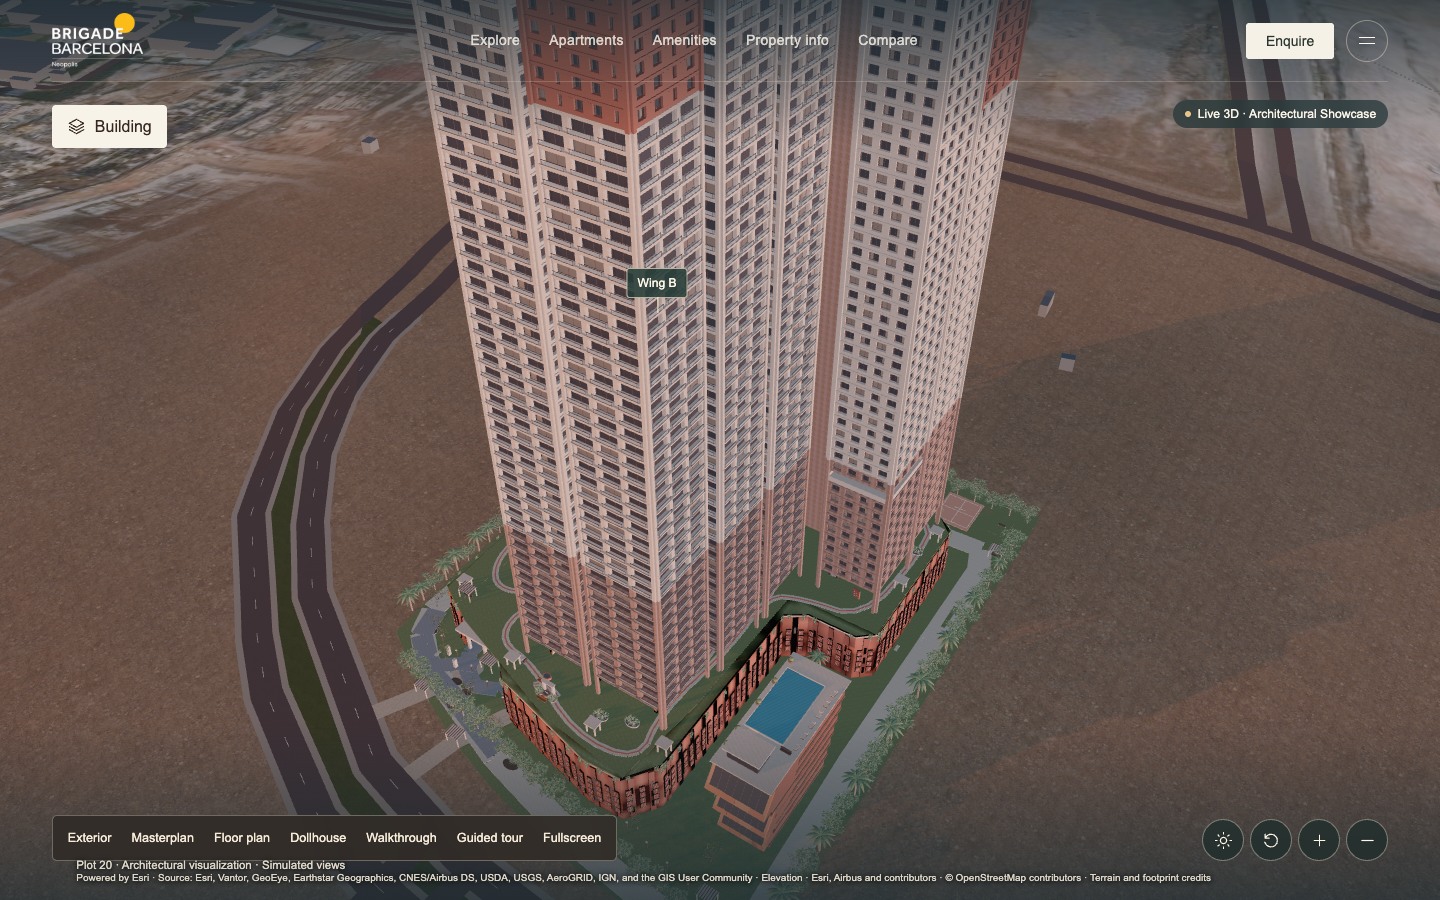 BRIGADE
BARCELONA
Neopolis
Explore Apartments Amenities Property info Compare
Enquire
Building
Live 3D · Architectural Showcase
Wing B
Exterior Masterplan Floor plan Dollhouse Walkthrough Guided tour Fullscreen
Plot 20 · Architectural visualization · Simulated views
Powered by Esri · Source: Esri, Vantor, GeoEye, Earthstar Geographics, CNES/Airbus DS, USDA, USGS, AeroGRID, IGN, and the GIS User Community · Elevation · Esri, Airbus and contributors · © OpenStreetMap contributors · Terrain and footprint credits